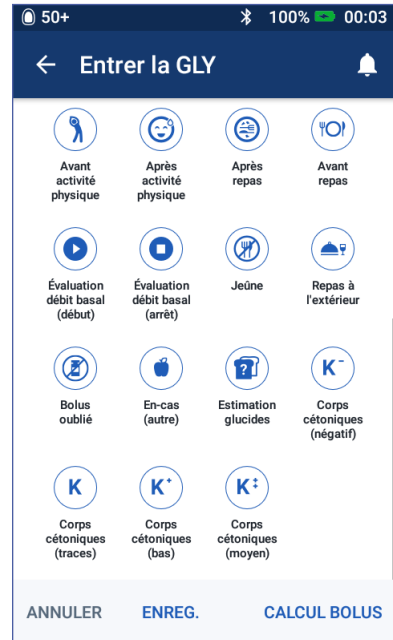 50+ 100% 00:03
Entrer la GLY
Avant
activité
physique
Après
activité
physique
Après
repas
Avant
repas
Évaluation
débit basal
(début)
Évaluation
débit basal
(arrêt)
Jeûne
Repas à
l'extérieur
Bolus
oublié
En-cas
(autre)
?
Estimation
glucides
K-
Corps
cétoniques
(négatif)
K
Corps
cétoniques
(traces)
K+
Corps
cétoniques
(bas)
K‡
Corps
cétoniques
(moyen)
ANNULER ENREG. CALCUL BOLUS